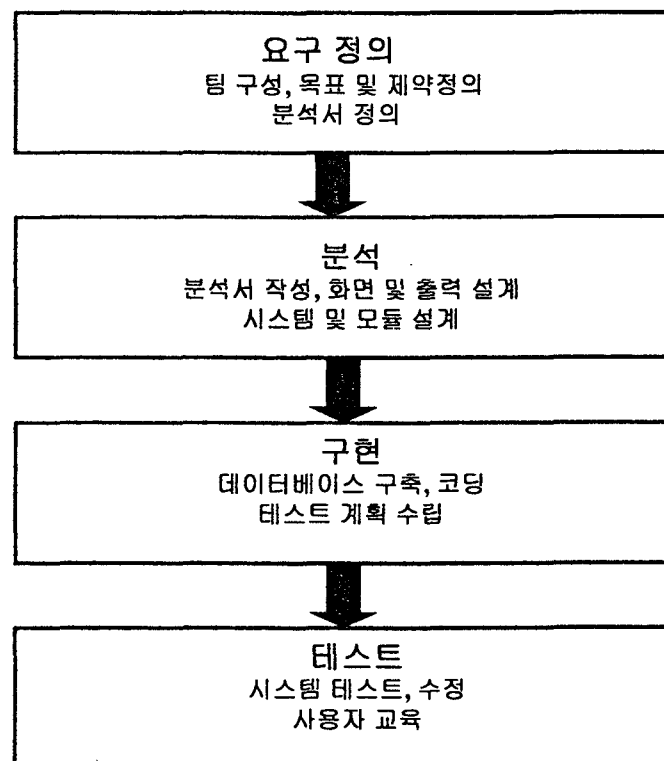 요구 정의
팀 구성, 목표 및 제약정의
분석서 정의
분석
분석서 작성, 화면 및 출력 설계
시스템 및 모듈 설계
구현
데이터베이스 구축, 코딩
테스트 계획 수립
테스트
시스템 테스트, 수정
사용자 교육